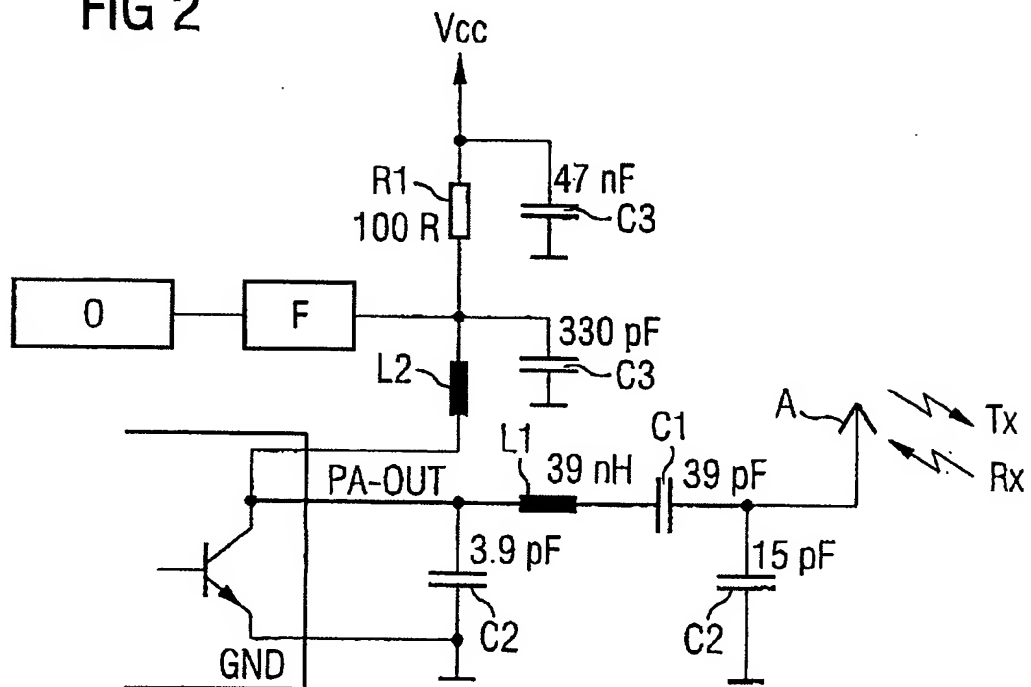 FIG 2
Vcc
R1
100 R
47 nF
C3
O
F
330 pF
C3
L2
A
Tx
Rx
L1
39 nH
C1
39 pF
PA-OUT
3.9 pF
C2
15 pF
C2
GND